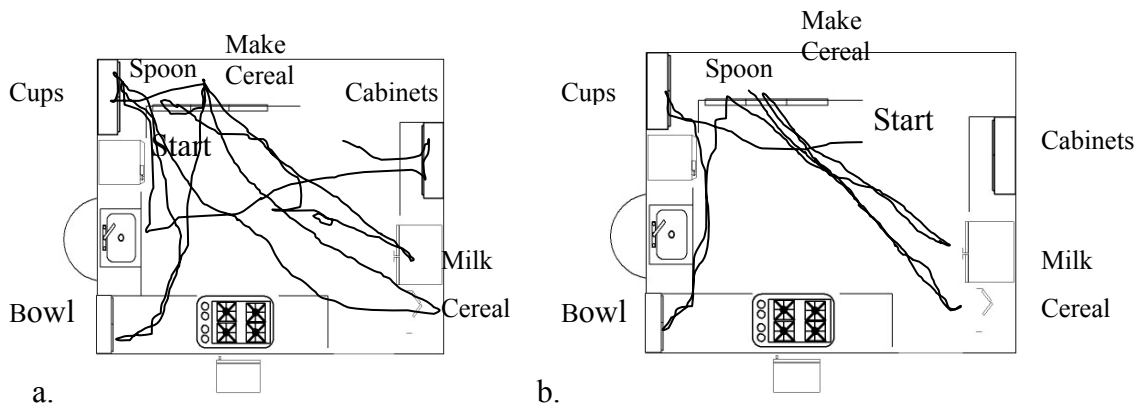 Make
Cereal
Spoon
Cups
Cabinets
Start
Milk
Cereal
Bowl
a.
Make
Cereal
Spoon
Cups
Start
Cabinets
Milk
Cereal
Bowl
b.